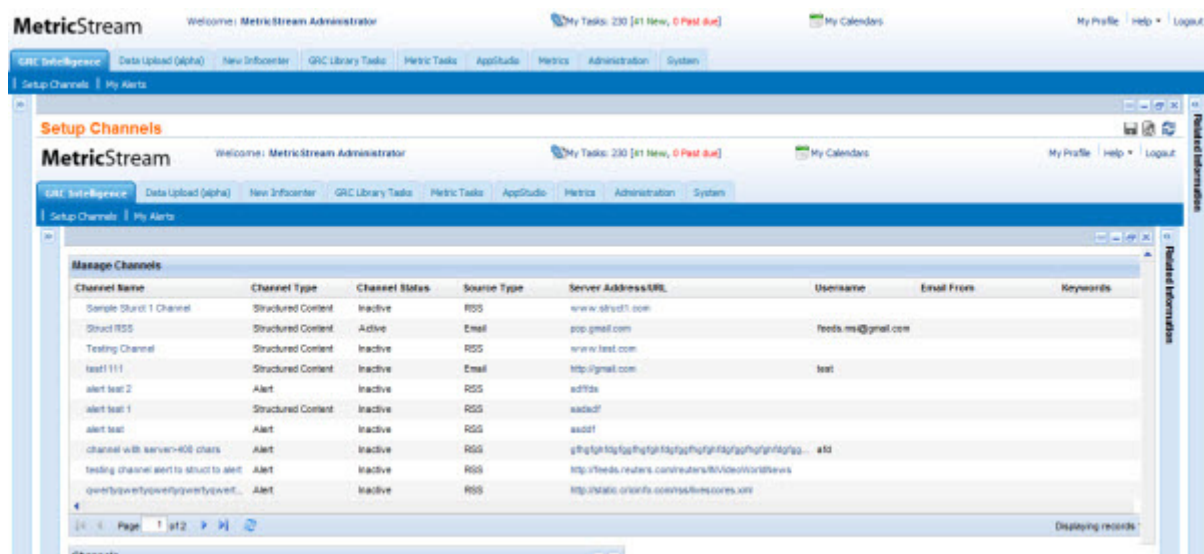 MetricStream Welcome: MetricStream Administrator My Tasks: 230 [41 New, 0 Past due] My Calendars My Profile Help Logout
GRC Intelligence Data Upload (alpha) New Infocenter GRC Library Tasks Metric Tasks AppStudio Metrics Administration System
Setup Channels My Alerts
Setup Channels
Related Information
MetricStream Welcome: MetricStream Administrator My Tasks: 230 [41 New, 0 Past due] My Calendars My Profile Help Logout
GRC Intelligence Data Upload (alpha) New Infocenter GRC Library Tasks Metric Tasks AppStudio Metrics Administration System
Setup Channels My Alerts
Related Information
Manage Channels
Channel Name Channel Type Channel Status Source Type Server Address/URL Username Email From Keywords
Sample Sturct 1 Channel Structured Content Inactive RSS www.struct1.com
Struct RSS Structured Content Active Email pop.gmail.com feeds.msi@gmail.com
Testing Channel Structured Content Inactive RSS www.test.com
test1111 Structured Content Inactive Email http://gmail.com test
alert test 2 Alert Inactive RSS
alert test 1 Structured Content Inactive RSS
alert test Alert Inactive RSS asddf
channel with server>400 chars Alert Inactive RSS afd
testing channel alert to struct to alert Alert Inactive RSS
qwertyqwertyqwertyqwertyqwert... Alert Inactive RSS
Page 1 of 2 Displaying records